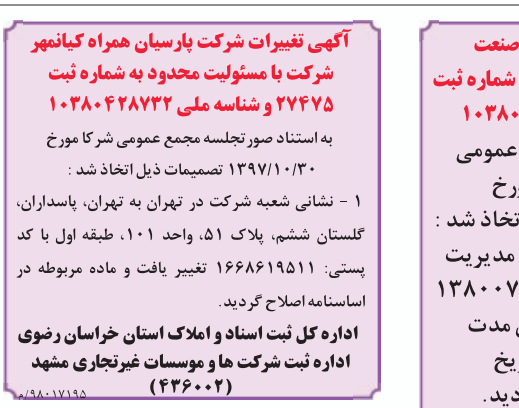 آگهی تغییرات شرکت پارسیان همراه کیانمهر
شرکت با مسئولیت محدود به شماره ثبت
۲۷۴۷۵ و شناسه ملی ۱۰۳۸۰۴۲۸۷۳۲
به استناد صورتجلسه مجمع عمومی شرکا مورخ
۱۳۹۷/۱۰/۳۰ تصمیمات ذیل اتخاذ شد :
۱ - نشانی شعبه شرکت در تهران به تهران، پاسداران،
گلستان ششم، پلاک ۵۱، واحد ۱۰۱، طبقه اول با کد
پستی: ۱۶۶۸۶۱۹۵۱۱ تغییر یافت و ماده مربوطه در
اساسنامه اصلاح گردید.
اداره کل ثبت اسناد و املاک استان خراسان رضوی
اداره ثبت شرکت ها و موسسات غیرتجاری مشهد
(۴۳۶۰۰۲)
۹۸۰۱۷۱۹۵/م
صنعت
شماره ثبت
۱۰۳۸۰
عمومی
ورخ
تخاذ شد :
مدیریت
۱۳۸۰۰۷
مدت
ریخ
دید.